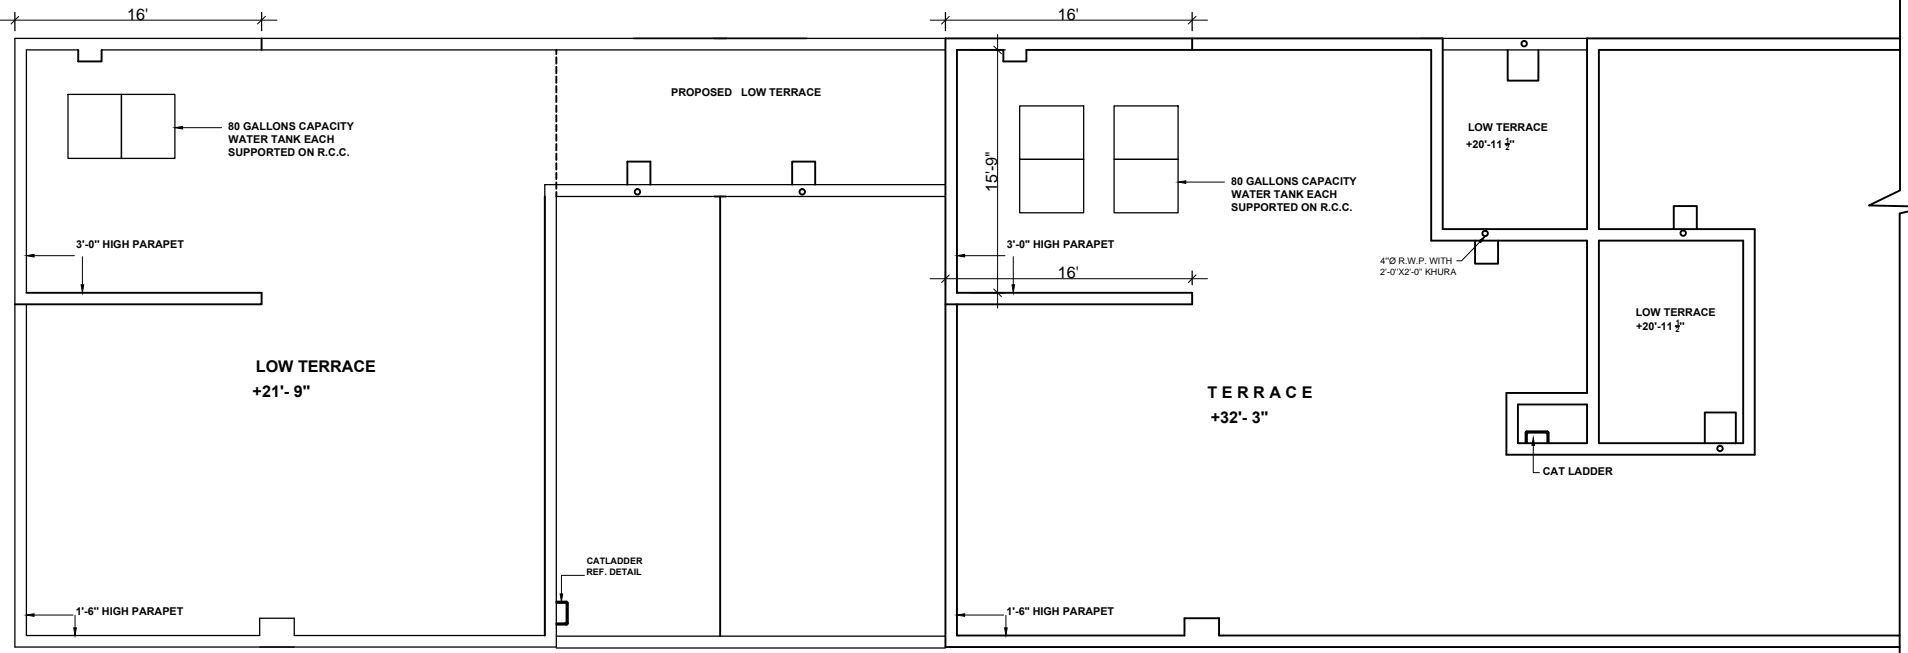 16'
16'
PROPOSED LOW TERRACE
80 GALLONS CAPACITY
WATER TANK EACH
SUPPORTED ON R.C.C.
LOW TERRACE
+20'-11 1/2"
15'-9"
80 GALLONS CAPACITY
WATER TANK EACH
SUPPORTED ON R.C.C.
3'-0" HIGH PARAPET
3'-0" HIGH PARAPET
4"Ø R.W.P. WITH
2'-0"X2'-0" KHURA
16'
LOW TERRACE
+20'-11 1/2"
LOW TERRACE
+21'- 9"
TERRACE
+32'- 3"
CAT LADDER
CATLADDER
REF. DETAIL
1'-6" HIGH PARAPET
1'-6" HIGH PARAPET